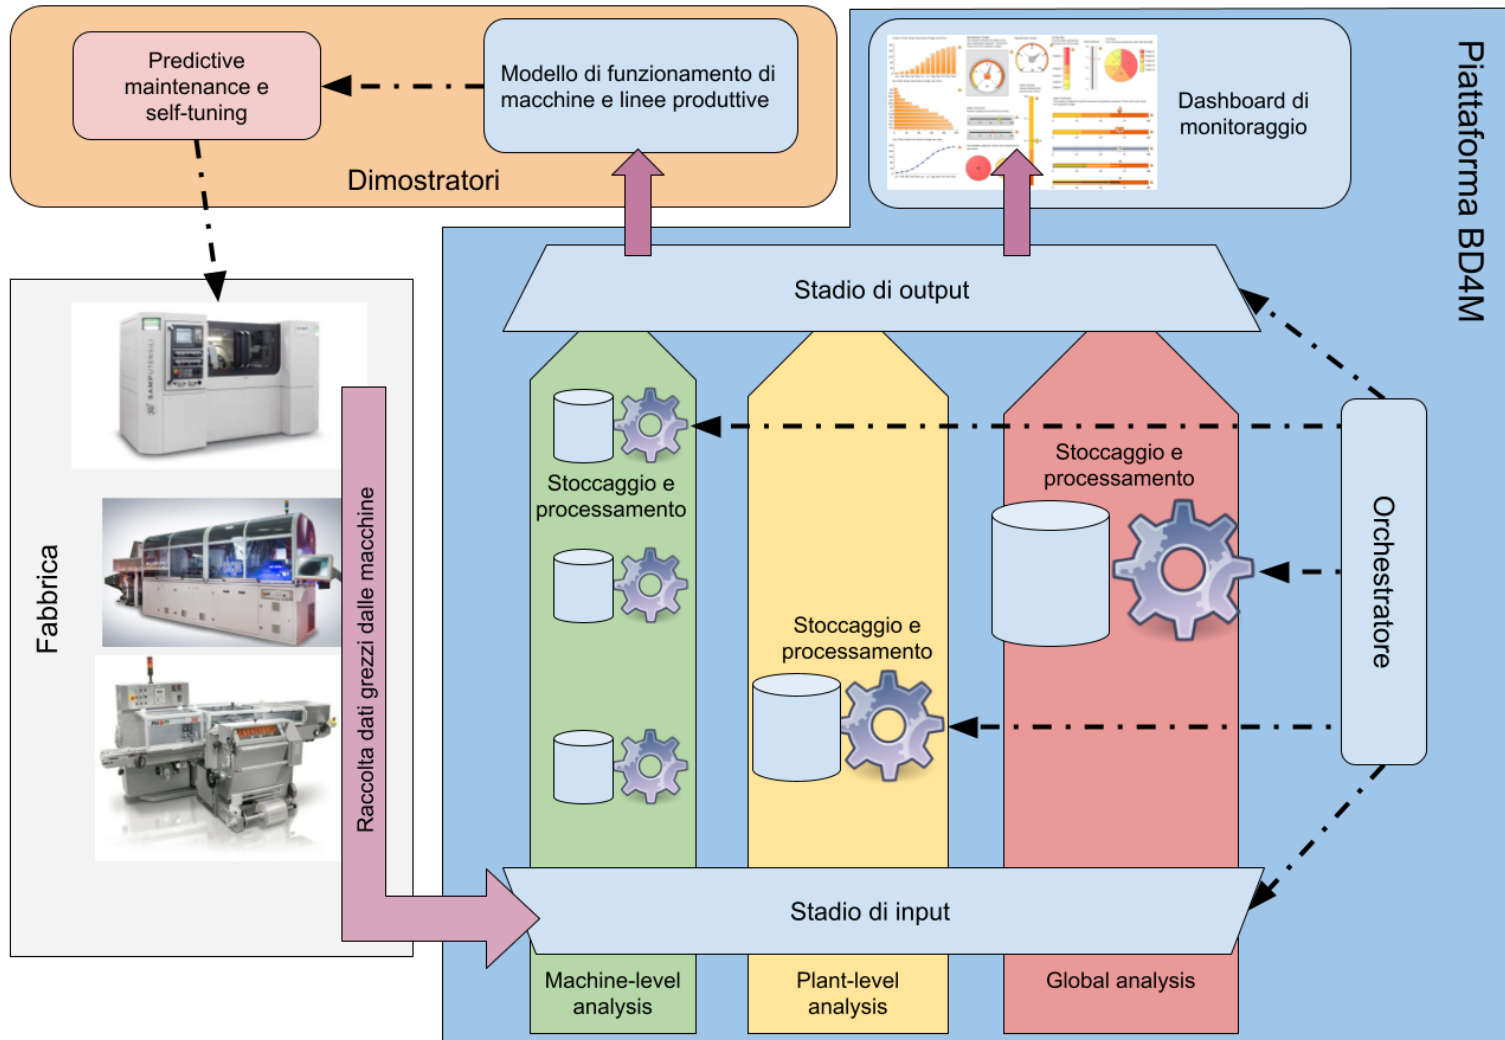 Predictive
maintenance e
self-tuning
Modello di funzionamento di
macchine e linee produttive
Dimostratori
Dashboard di
monitoraggio
Piattaforma BD4M
Stadio di output
SAMPUTENSILI
Fabbrica
Raccolta dati grezzi dalle macchine
Stoccaggio e
processamento
Stoccaggio e
processamento
Stoccaggio e
processamento
Orchestratore
Stadio di input
Machine-level
analysis
Plant-level
analysis
Global analysis